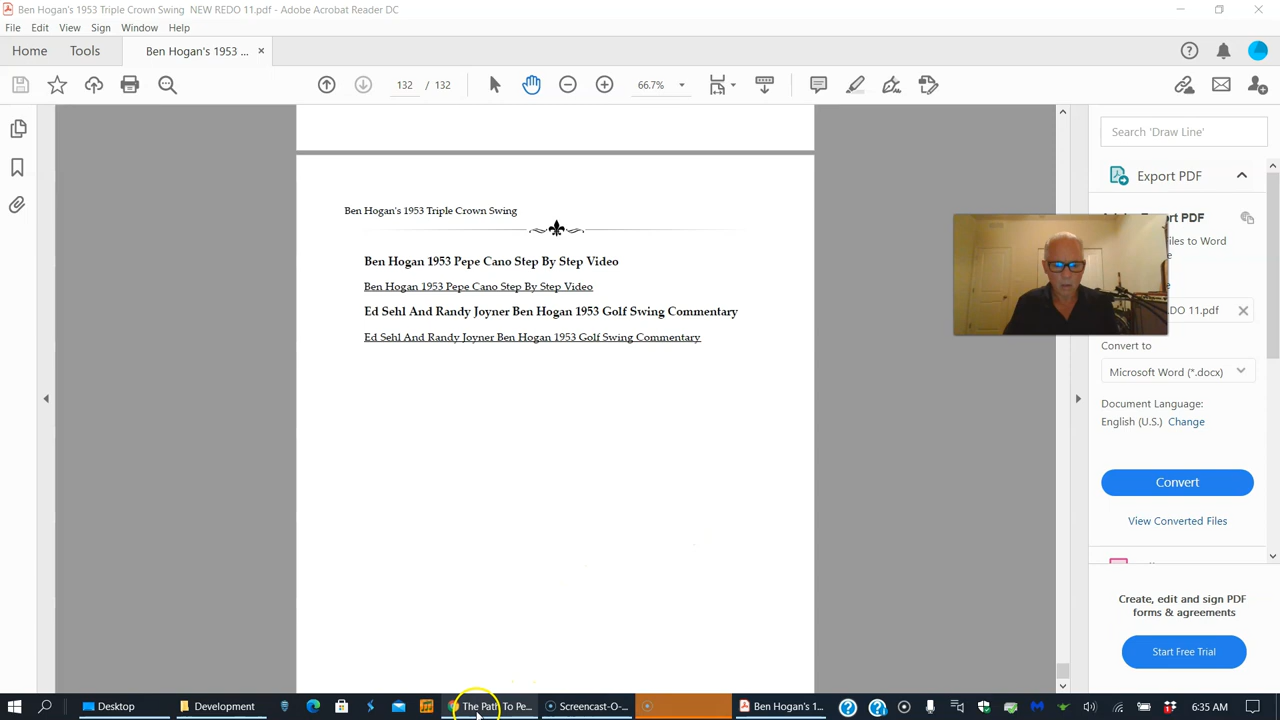 Ben Hogan's 1953 Triple Crown Swing  NEW REDO 11.pdf - Adobe Acrobat Reader DC
File Edit View Sign Window Help
Home Tools Ben Hogan's 1953 ...
132 / 132 66.7%
Search 'Draw Line'
Export PDF
Ben Hogan's 1953 Triple Crown Swing
PDF
Files to Word
Ben Hogan 1953 Pepe Cano Step By Step Video
Ben Hogan 1953 Pepe Cano Step By Step Video
Ed Sehl And Randy Joyner Ben Hogan 1953 Golf Swing Commentary
REDO 11.pdf
Ed Sehl And Randy Joyner Ben Hogan 1953 Golf Swing Commentary
Convert to
Microsoft Word (*.docx)
Document Language:
English (U.S.) Change
Convert
View Converted Files
Create, edit and sign PDF
forms & agreements
Start Free Trial
Desktop Development The Path To Pe... Screencast-O-... Ben Hogan's 1... 6:35 AM